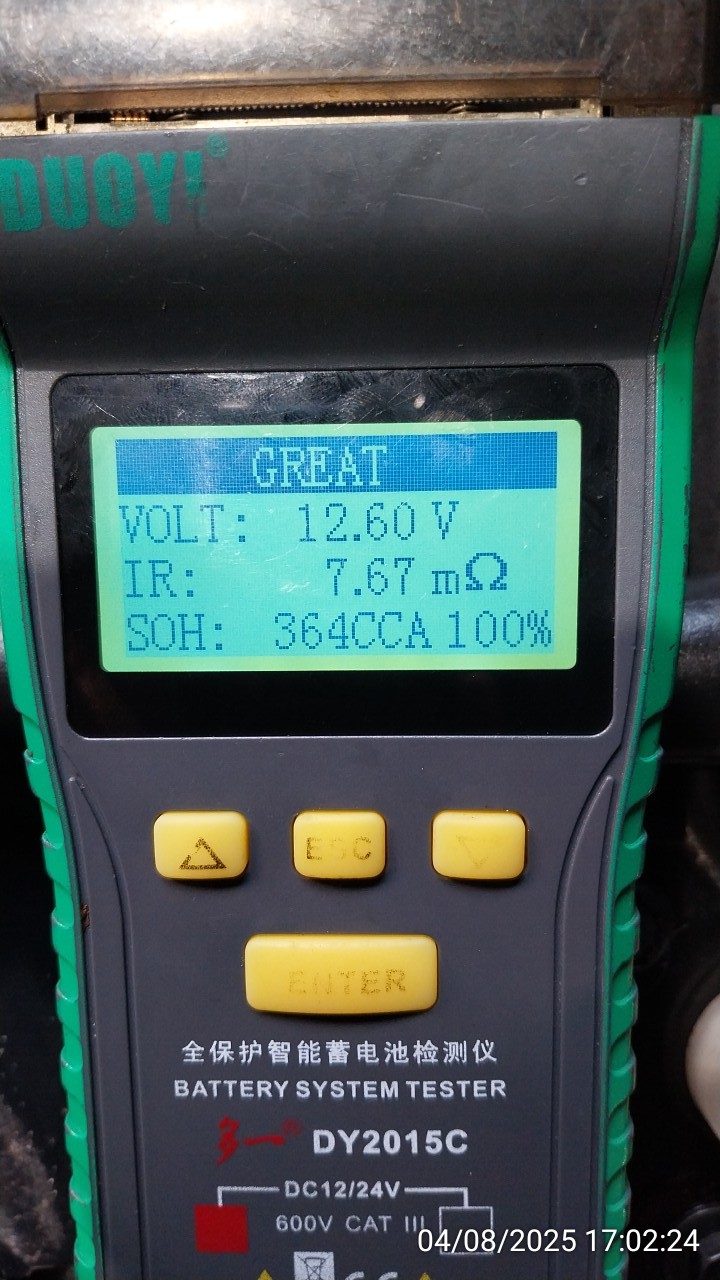 DUOYI®
GREAT
VOLT: 12.60 V
IR: 7.67 mΩ
SOH: 364CCA 100%
ESC
ENTER
全保护智能蓄电池检测仪
BATTERY SYSTEM TESTER
多一® DY2015C
DC12/24V
600V CAT III
04/08/2025 17:02:24